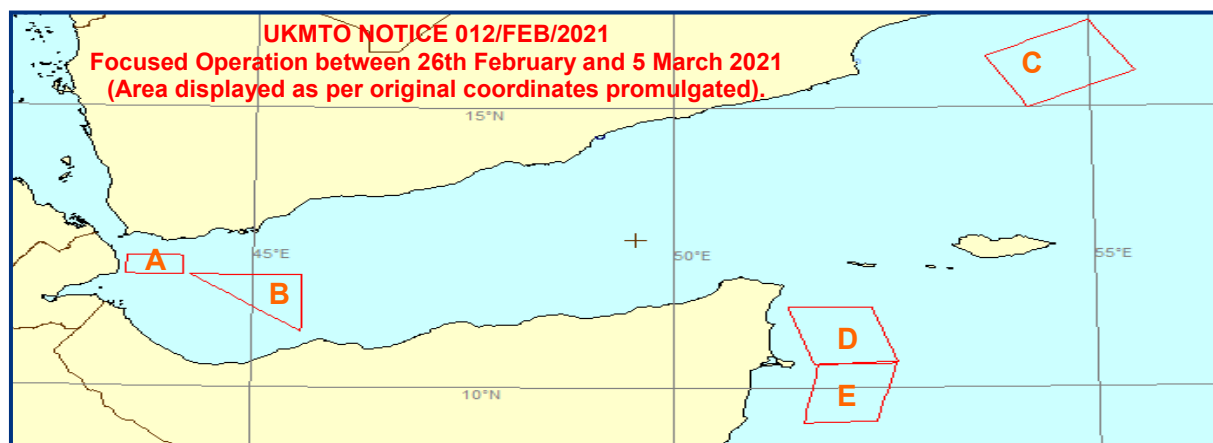 UKMTO NOTICE 012/FEB/2021
Focused Operation between 26th February and 5 March 2021
(Area displayed as per original coordinates promulgated).
C
15°N
A
45°E
50°E
55°E
B
D
10°N
E